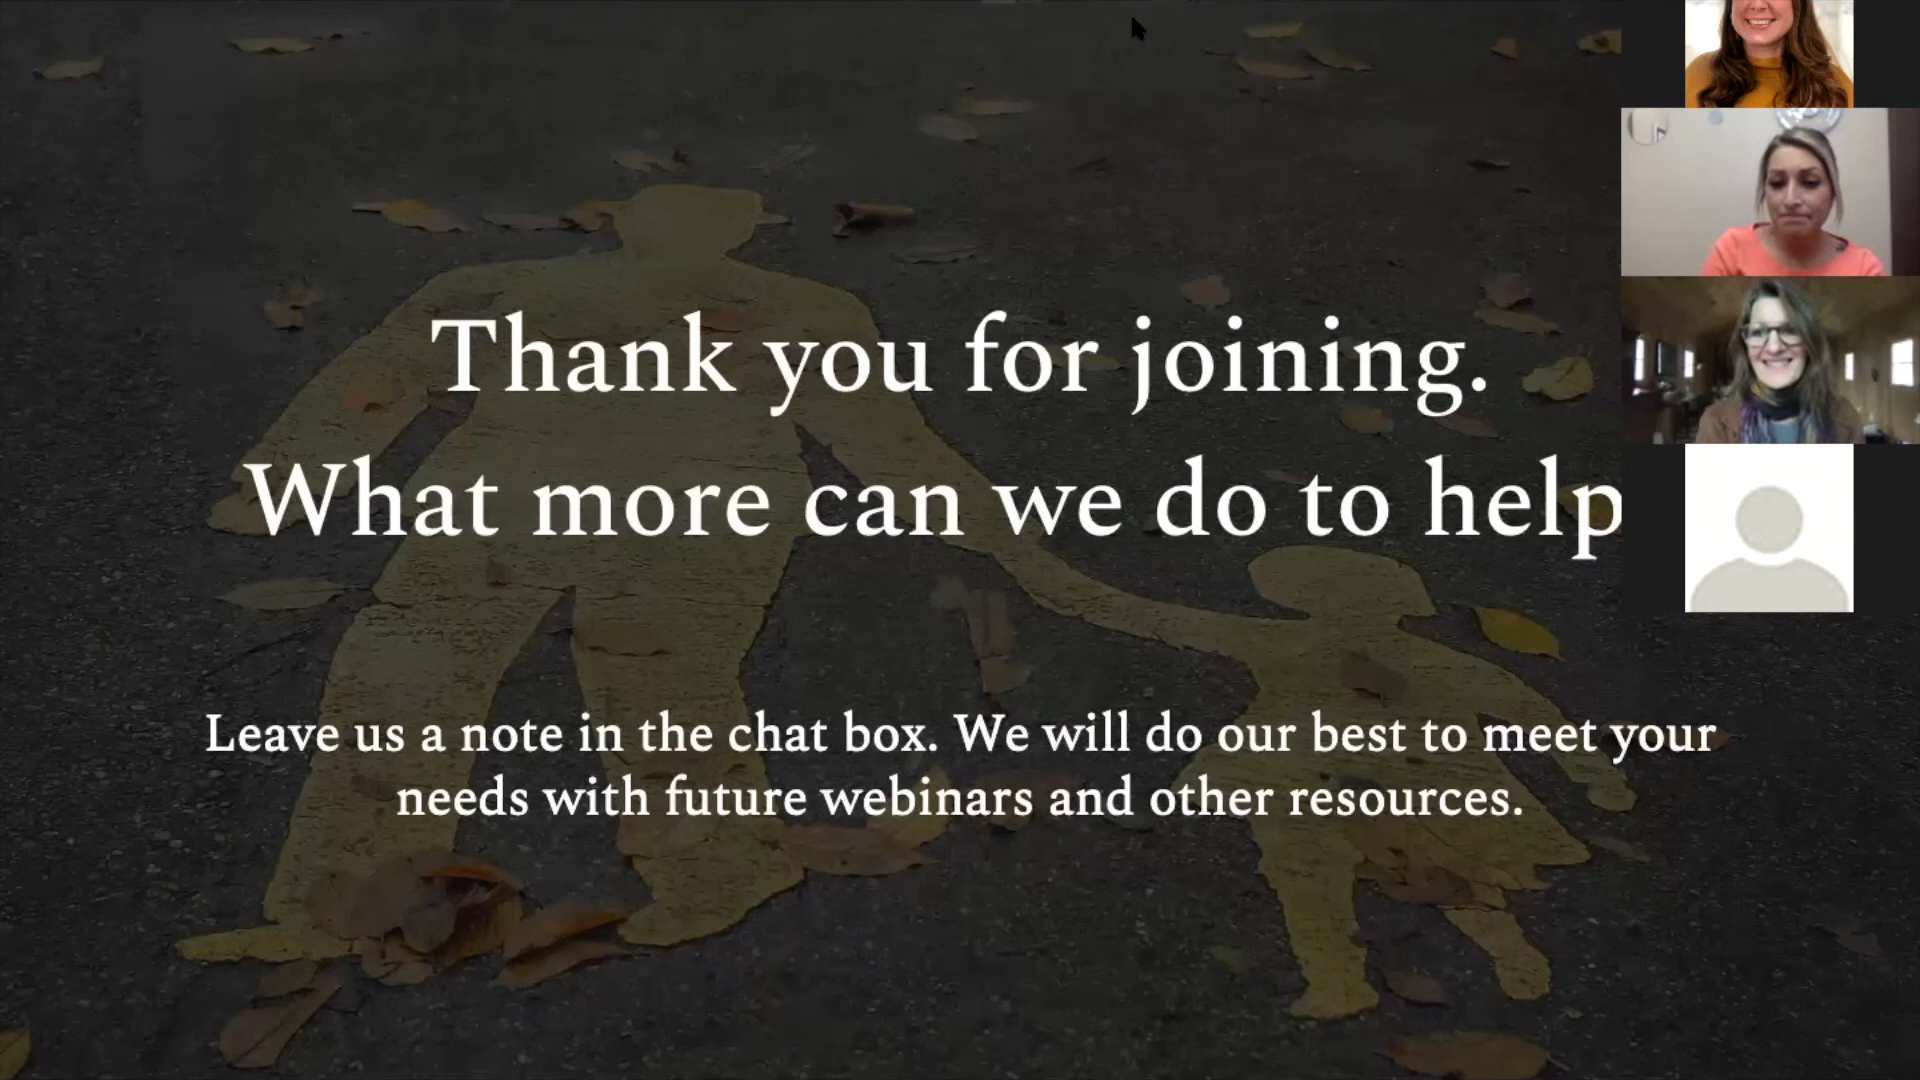 Thank you for joining.
What more can we do to help
Leave us a note in the chat box. We will do our best to meet your
needs with future webinars and other resources.